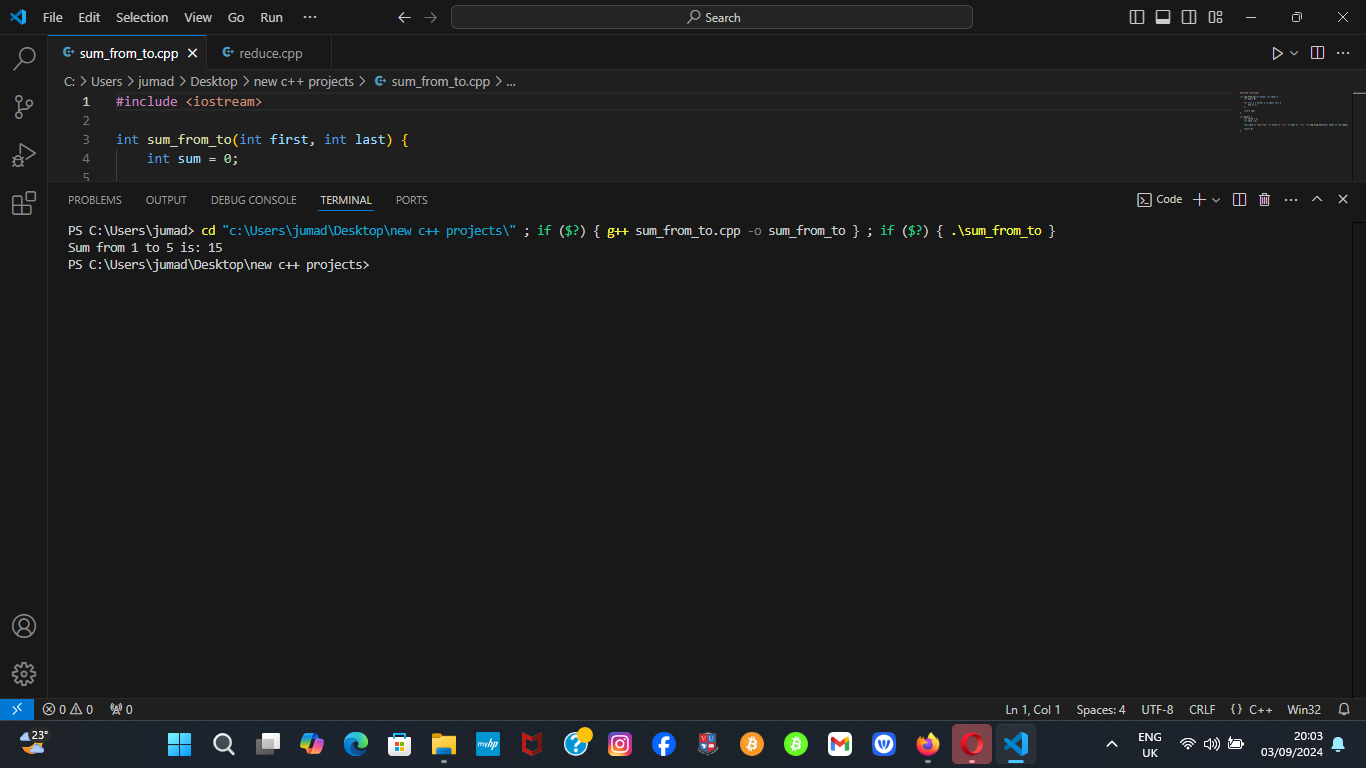 File Edit Selection View Go Run ··· Search
sum_from_to.cpp reduce.cpp
C: > Users > jumad > Desktop > new c++ projects > sum_from_to.cpp > ...
1 #include <iostream>
2
3 int sum_from_to(int first, int last) {
4 int sum = 0;
5
PROBLEMS OUTPUT DEBUG CONSOLE TERMINAL PORTS Code
PS C:\Users\jumad> cd "c:\Users\jumad\Desktop\new c++ projects\" ; if ($?) { g++ sum_from_to.cpp -o sum_from_to } ; if ($?) { .\sum_from_to }
Sum from 1 to 5 is: 15
PS C:\Users\jumad\Desktop\new c++ projects>
0 0 0 Ln 1, Col 1 Spaces: 4 UTF-8 CRLF {} C++ Win32
23° myhp ENG 20:03
UK 03/09/2024